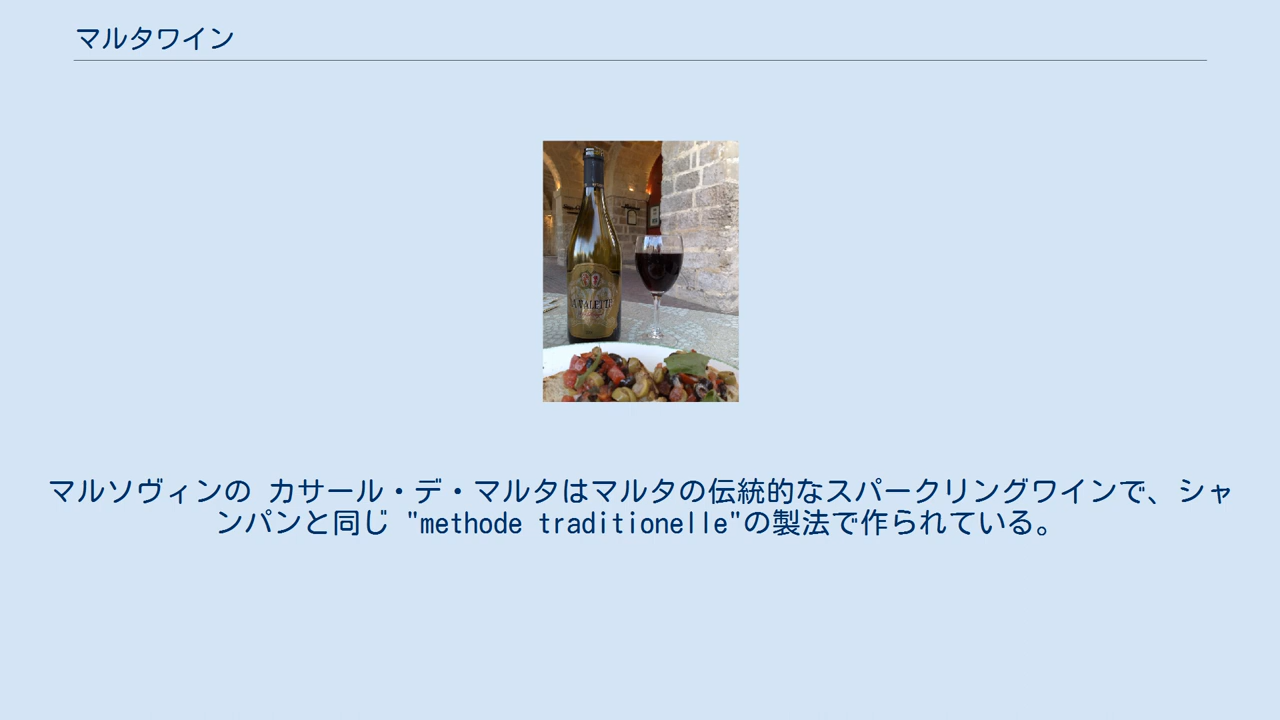 マルタワイン
LA VALETTE
マルソヴィンの カサール・デ・マルタはマルタの伝統的なスパークリングワインで、シャ
ンパンと同じ "methode traditionelle"の製法で作られている。